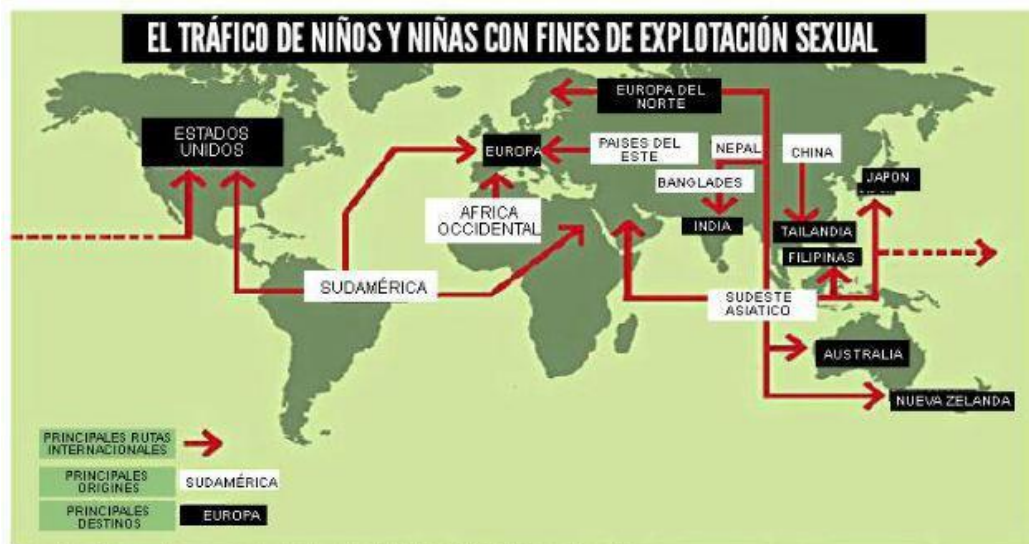 EL TRÁFICO DE NIÑOS Y NIÑAS CON FINES DE EXPLOTACIÓN SEXUAL
EUROPA DEL
NORTE
ESTADOS
UNIDOS
EUROPA
PAISES DEL
ESTE
NEPAL
CHINA
JAPON
BANGLADES
AFRICA
OCCIDENTAL
INDIA
TAILANDIA
FILIPINAS
SUDAMÉRICA
SUDESTE
ASIATICO
AUSTRALIA
NUEVA ZELANDA
PRINCIPALES RUTAS
INTERNACIONALES
PRINCIPALES
ORIGINES
SUDAMÉRICA
PRINCIPALES
DESTINOS
EUROPA